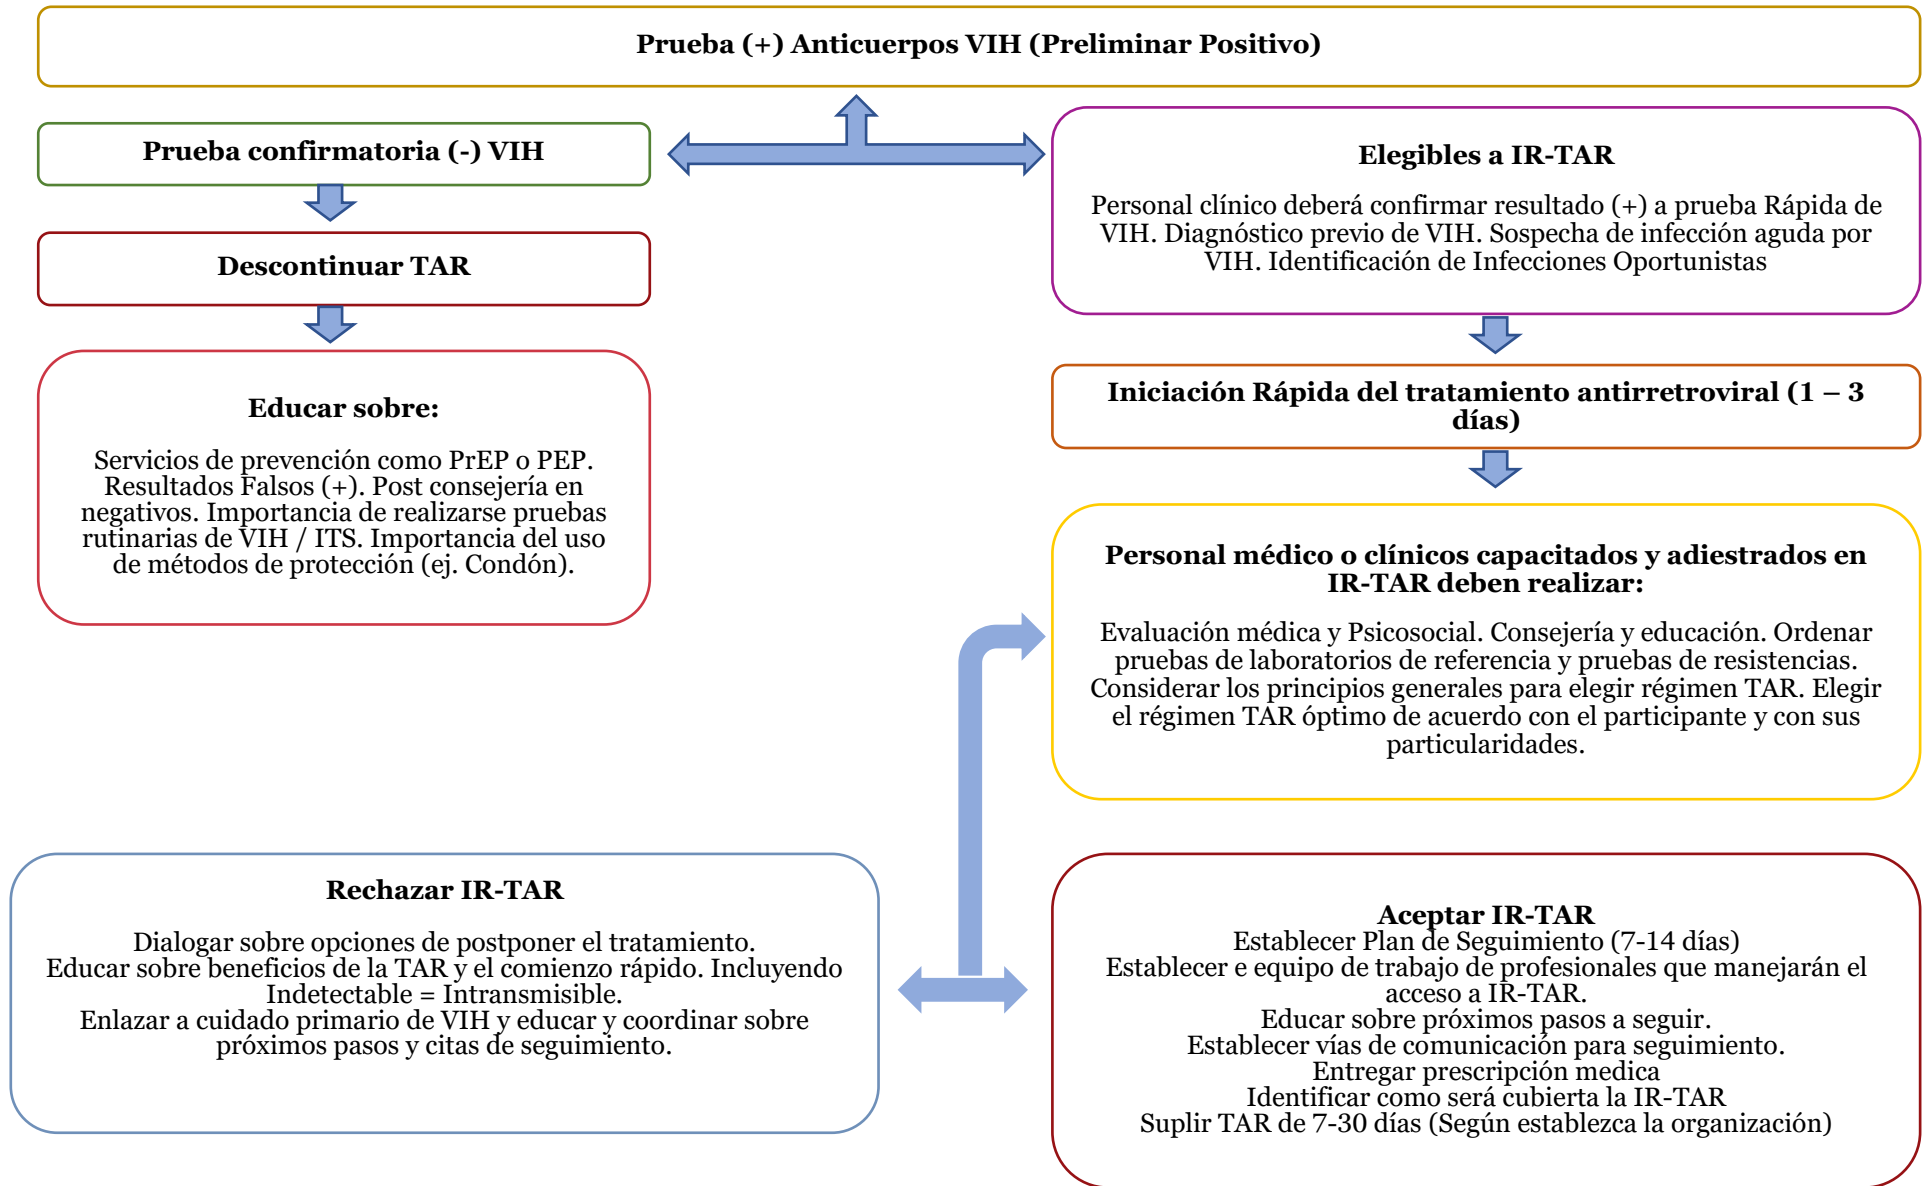 Prueba (+) Anticuerpos VIH (Preliminar Positivo)
Prueba confirmatoria (-) VIH
Descontinuar TAR
Educar sobre:
Servicios de prevención como PrEP o PEP.
Resultados Falsos (+). Post consejería en
negativos. Importancia de realizarse pruebas
rutinarias de VIH / ITS. Importancia del uso
de métodos de protección (ej. Condón).
Elegibles a IR-TAR
Personal clínico deberá confirmar resultado (+) a prueba Rápida de
VIH. Diagnóstico previo de VIH. Sospecha de infección aguda por
VIH. Identificación de Infecciones Oportunistas
Iniciación Rápida del tratamiento antirretroviral (1 – 3
días)
Personal médico o clínicos capacitados y adiestrados en
IR-TAR deben realizar:
Evaluación médica y Psicosocial. Consejería y educación. Ordenar
pruebas de laboratorios de referencia y pruebas de resistencias.
Considerar los principios generales para elegir régimen TAR. Elegir
el régimen TAR óptimo de acuerdo con el participante y con sus
particularidades.
Rechazar IR-TAR
Dialogar sobre opciones de postponer el tratamiento.
Educar sobre beneficios de la TAR y el comienzo rápido. Incluyendo
Indetectable = Intransmisible.
Enlazar a cuidado primario de VIH y educar y coordinar sobre
próximos pasos y citas de seguimiento.
Aceptar IR-TAR
Establecer Plan de Seguimiento (7-14 días)
Establecer e equipo de trabajo de profesionales que manejarán el
acceso a IR-TAR.
Educar sobre próximos pasos a seguir.
Establecer vías de comunicación para seguimiento.
Entregar prescripción medica
Identificar como será cubierta la IR-TAR
Suplir TAR de 7-30 días (Según establezca la organización)